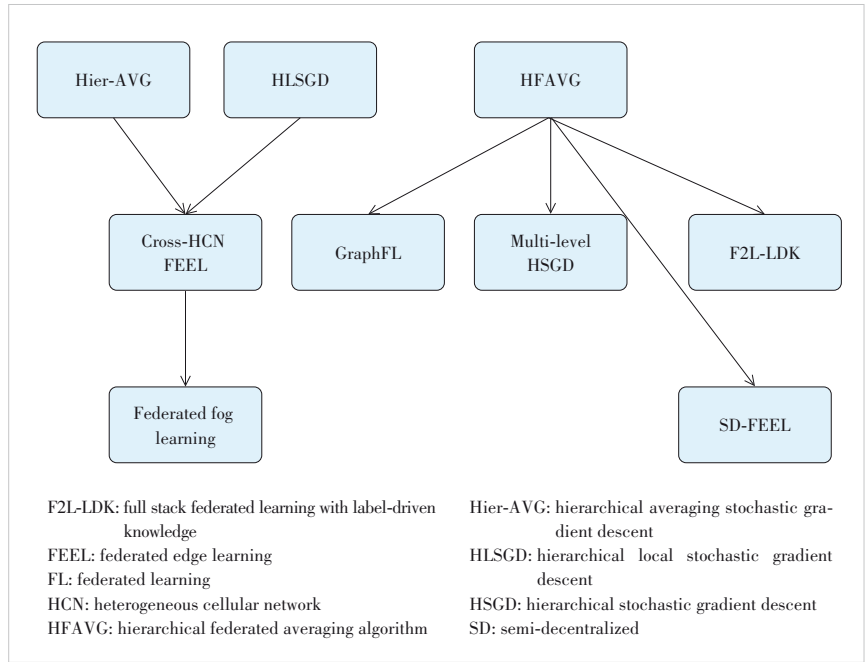 Hier-AVG
HLSGD
HFAVG
Cross-HCN
FEEL
GraphFL
Multi-level
HSGD
F2L-LDK
Federated fog
learning
SD-FEEL
F2L-LDK: full stack federated learning with label-driven
knowledge
FEEL: federated edge learning
FL: federated learning
HCN: heterogeneous cellular network
HFAVG: hierarchical federated averaging algorithm
Hier-AVG: hierarchical averaging stochastic gra-
dient descent
HLSGD: hierarchical local stochastic gradient
descent
HSGD: hierarchical stochastic gradient descent
SD: semi-decentralized